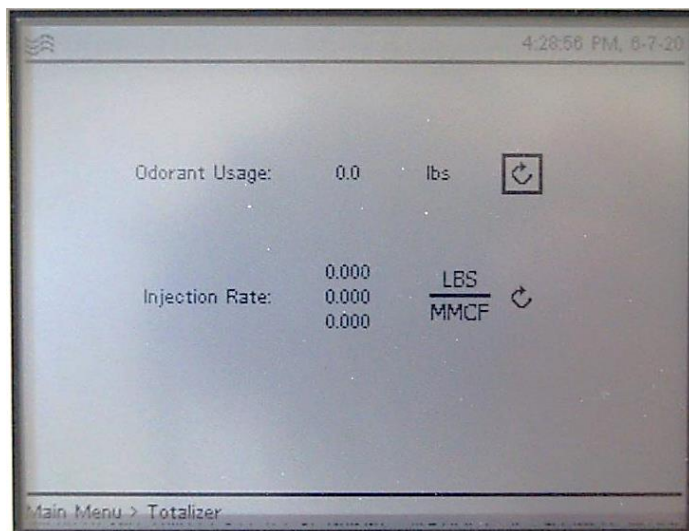 4:28:56 PM, 6-7-20
Odorant Usage: 0.0 lbs
0.000
Injection Rate: 0.000
0.000
LBS
MMCF
Main Menu > Totalizer